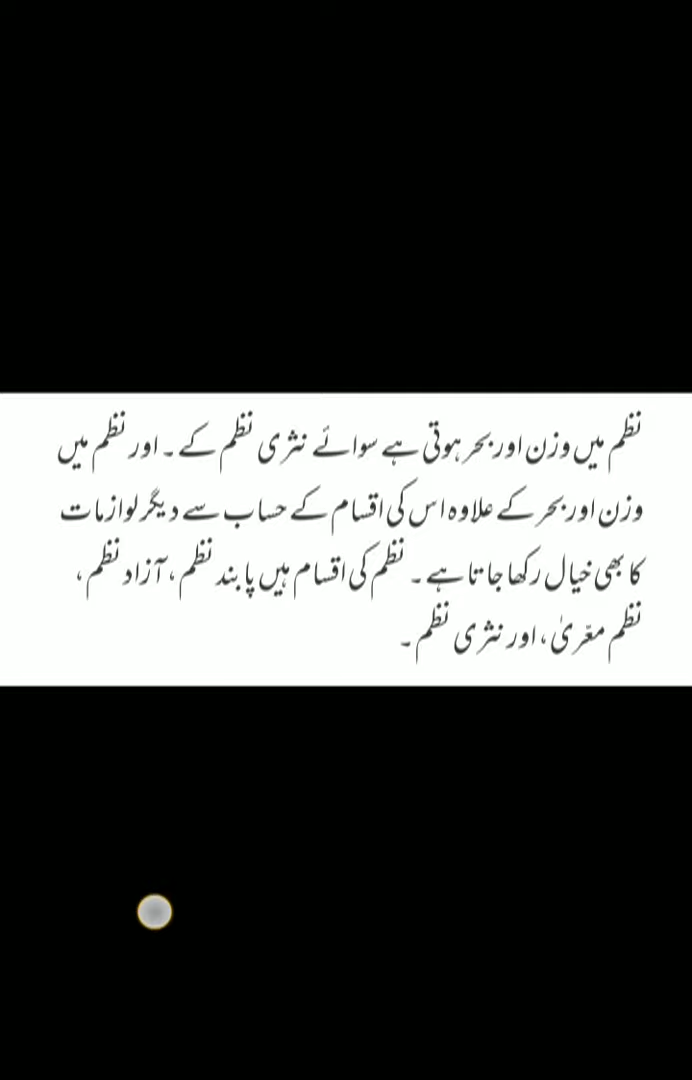 نظم میں وزن اور بحر ہوتی ہے سوائے نثری نظم کے۔ اور نظم میں
وزن اور بحر کے علاوہ اس کی اقسام کے حساب سے دیگر لوازمات
کا بھی خیال رکھا جاتا ہے۔ نظم کی اقسام ہیں پابند نظم، آزاد نظم،
نظم معّریٰ، اور نثری نظم۔